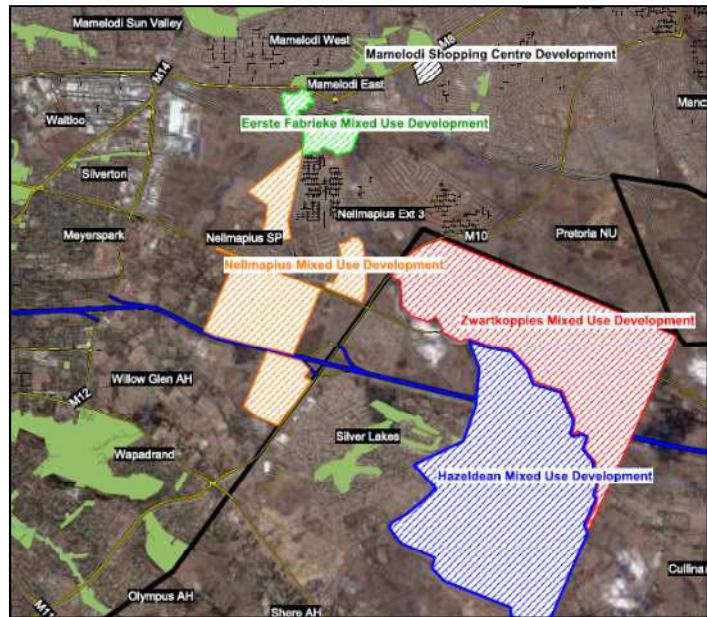 Mamelodi Sun Valley
Mamelodi West
M8
Mamelodi Shopping Centre Development
M14
Mamelodi East
Waltloo
Eerste Fabrieke Mixed Use Development
Silverton
Nellmapius Ext 3
Meyerspark
Nellmapius SP
M10
Pretoria NU
Nellmapius Mixed Use Development
Zwartkoppies Mixed Use Development
Willow Glen AH
M12
Silver Lakes
Wapadrand
Hazeldean Mixed Use Development
Olympus AH
Shere AH
M11